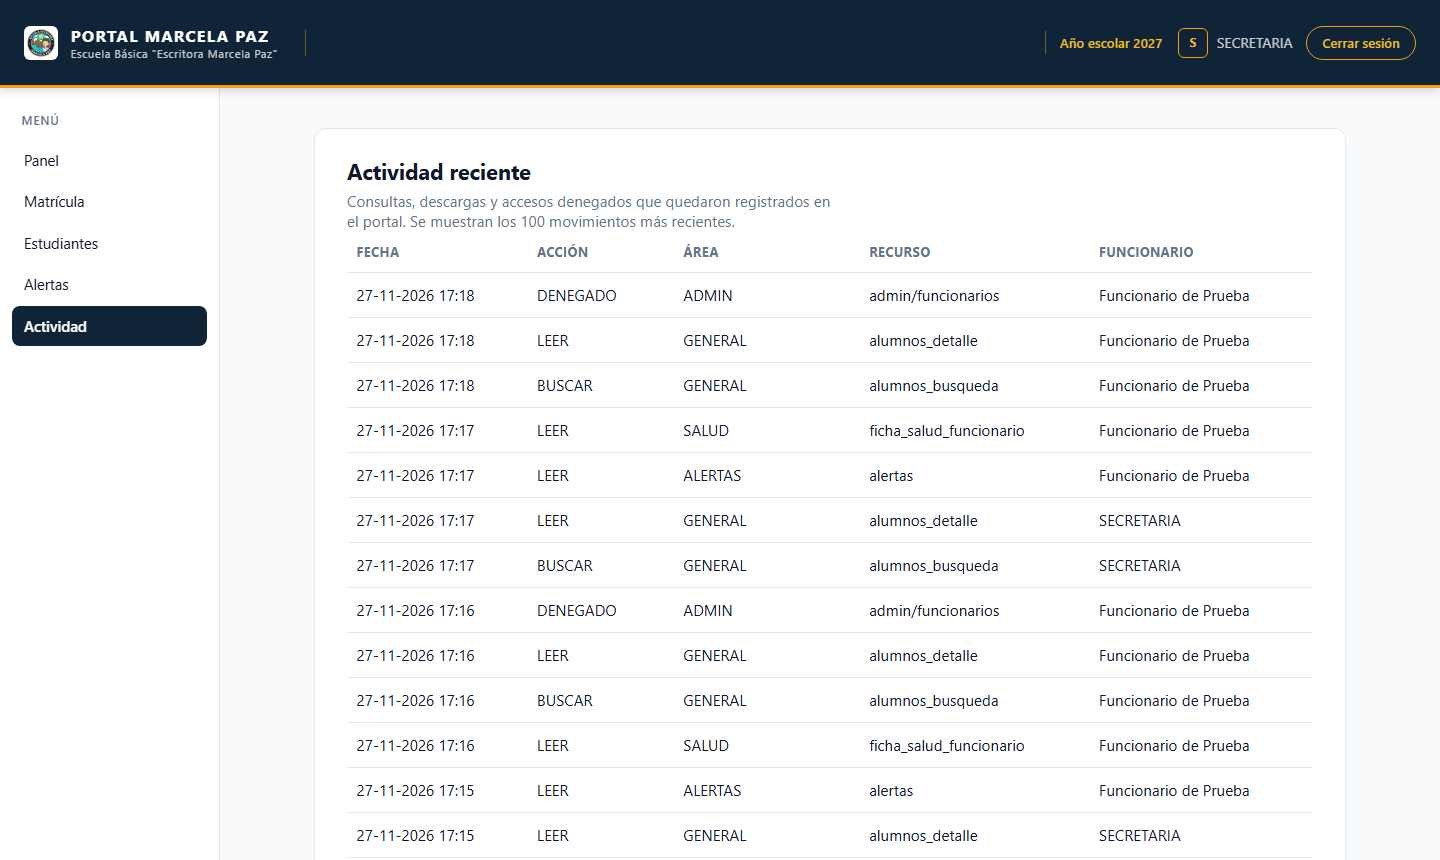 PORTAL MARCELA PAZ
Escuela Básica "Escritora Marcela Paz"
Año escolar 2027
S
SECRETARIA
Cerrar sesión
MENÚ
Panel
Matrícula
Estudiantes
Alertas
Actividad
Actividad reciente
Consultas, descargas y accesos denegados que quedaron registrados en
el portal. Se muestran los 100 movimientos más recientes.
FECHA ACCIÓN ÁREA RECURSO FUNCIONARIO
27-11-2026 17:18 DENEGADO ADMIN admin/funcionarios Funcionario de Prueba
27-11-2026 17:18 LEER GENERAL alumnos_detalle Funcionario de Prueba
27-11-2026 17:18 BUSCAR GENERAL alumnos_busqueda Funcionario de Prueba
27-11-2026 17:17 LEER SALUD ficha_salud_funcionario Funcionario de Prueba
27-11-2026 17:17 LEER ALERTAS alertas Funcionario de Prueba
27-11-2026 17:17 LEER GENERAL alumnos_detalle SECRETARIA
27-11-2026 17:17 BUSCAR GENERAL alumnos_busqueda SECRETARIA
27-11-2026 17:16 DENEGADO ADMIN admin/funcionarios Funcionario de Prueba
27-11-2026 17:16 LEER GENERAL alumnos_detalle Funcionario de Prueba
27-11-2026 17:16 BUSCAR GENERAL alumnos_busqueda Funcionario de Prueba
27-11-2026 17:16 LEER SALUD ficha_salud_funcionario Funcionario de Prueba
27-11-2026 17:15 LEER ALERTAS alertas Funcionario de Prueba
27-11-2026 17:15 LEER GENERAL alumnos_detalle SECRETARIA